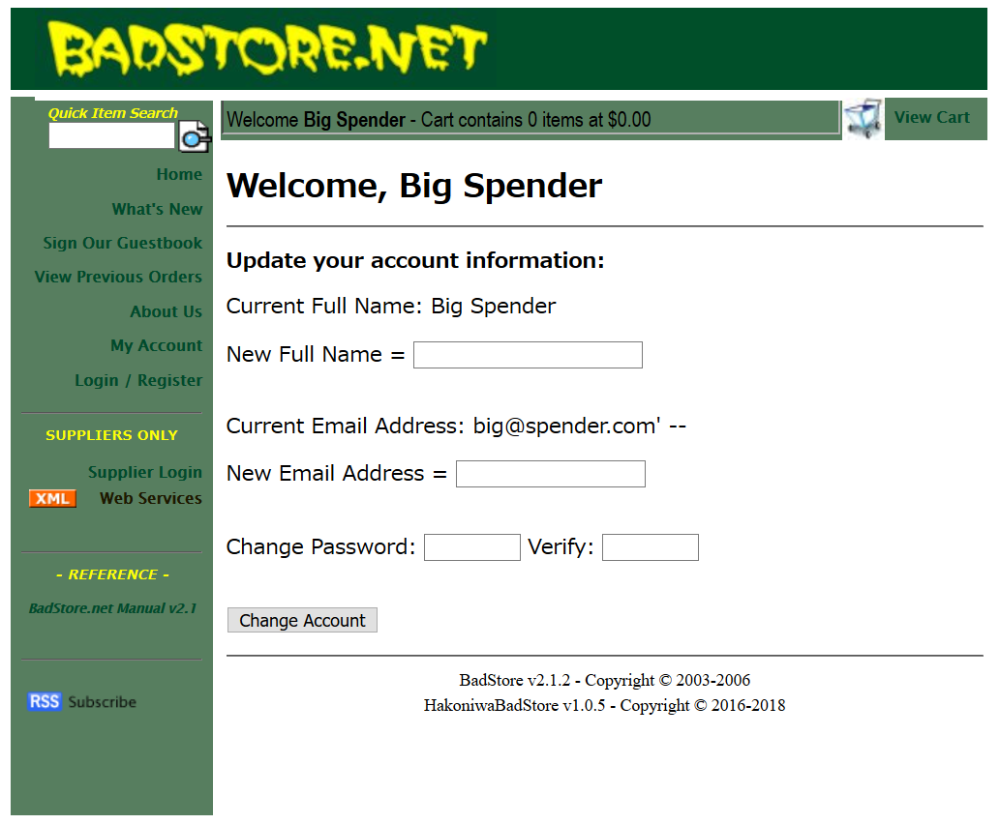 BADSTORE.NET
Quick Item Search
Welcome Big Spender - Cart contains 0 items at $0.00
View Cart
Home
What's New
Sign Our Guestbook
View Previous Orders
About Us
My Account
Login / Register
SUPPLIERS ONLY
Supplier Login
XML Web Services
- REFERENCE -
BadStore.net Manual v2.1
RSS Subscribe
Welcome, Big Spender
Update your account information:
Current Full Name: Big Spender
New Full Name =
Current Email Address: big@spender.com' --
New Email Address =
Change Password: Verify:
Change Account
BadStore v2.1.2 - Copyright © 2003-2006
HakoniwaBadStore v1.0.5 - Copyright © 2016-2018